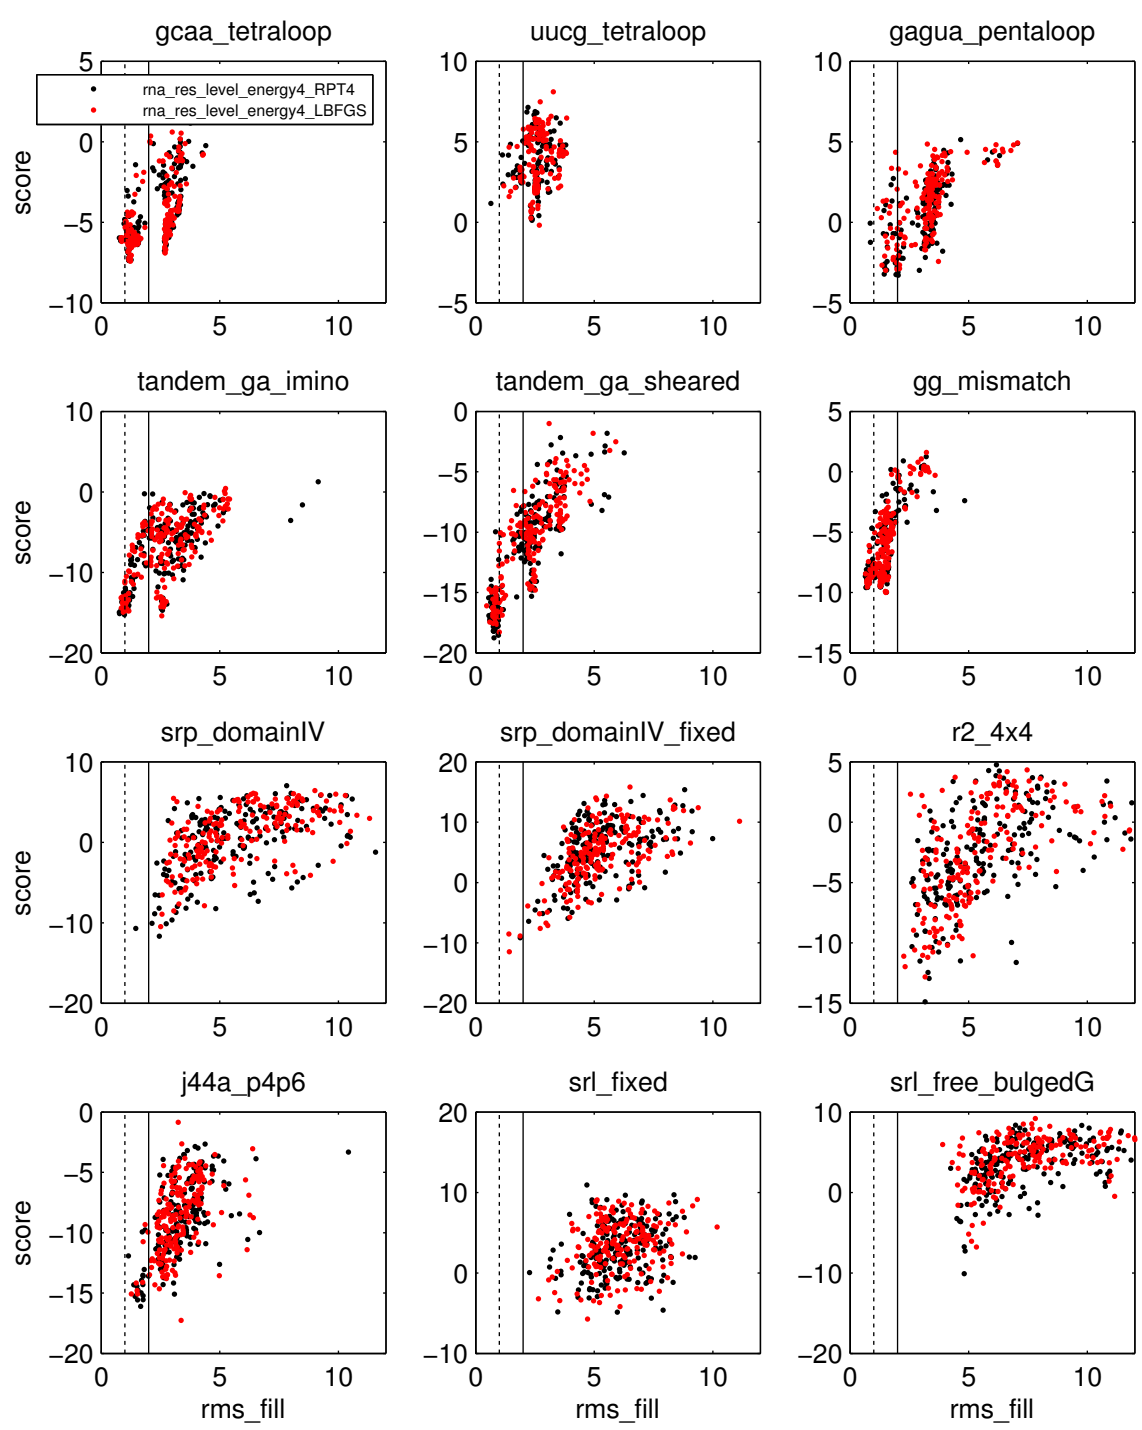 gcaa_tetraloop
uucg_tetraloop
gagua_pentaloop
rna_res_level_energy4_RPT4
rna_res_level_energy4_LBFGS
score
5
0
−5
−10
0 5 10
10
5
0
−5
0 5 10
10
5
0
−5
0 5 10
tandem_ga_imino
tandem_ga_sheared
gg_mismatch
score
10
0
−10
−20
0 5 10
0
−5
−10
−15
−20
0 5 10
5
0
−5
−10
−15
0 5 10
srp_domainIV
srp_domainIV_fixed
r2_4x4
score
10
0
−10
−20
0 5 10
20
10
0
−10
−20
0 5 10
5
0
−5
−10
−15
0 5 10
j44a_p4p6
srl_fixed
srl_free_bulgedG
score
0
−5
−10
−15
−20
0 5 10
rms_fill
20
10
0
−10
0 5 10
rms_fill
10
0
−10
−20
0 5 10
rms_fill